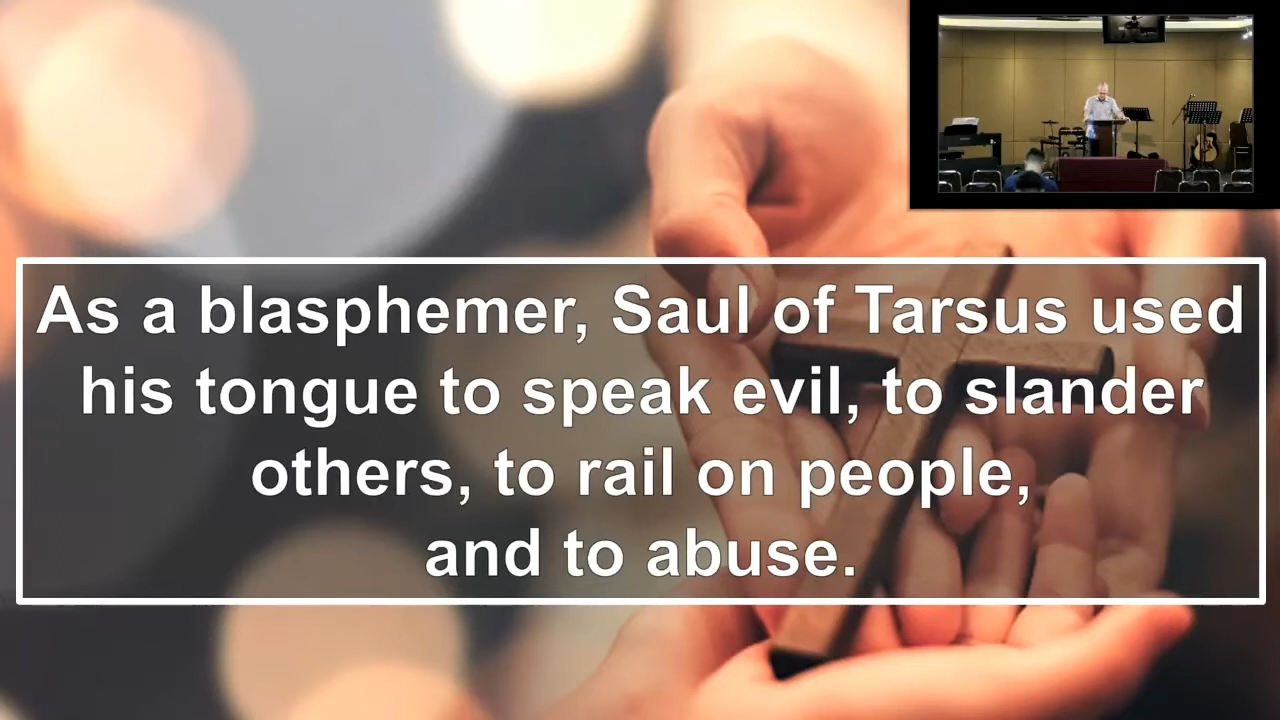 As a blasphemer, Saul of Tarsus used
his tongue to speak evil, to slander
others, to rail on people,
and to abuse.